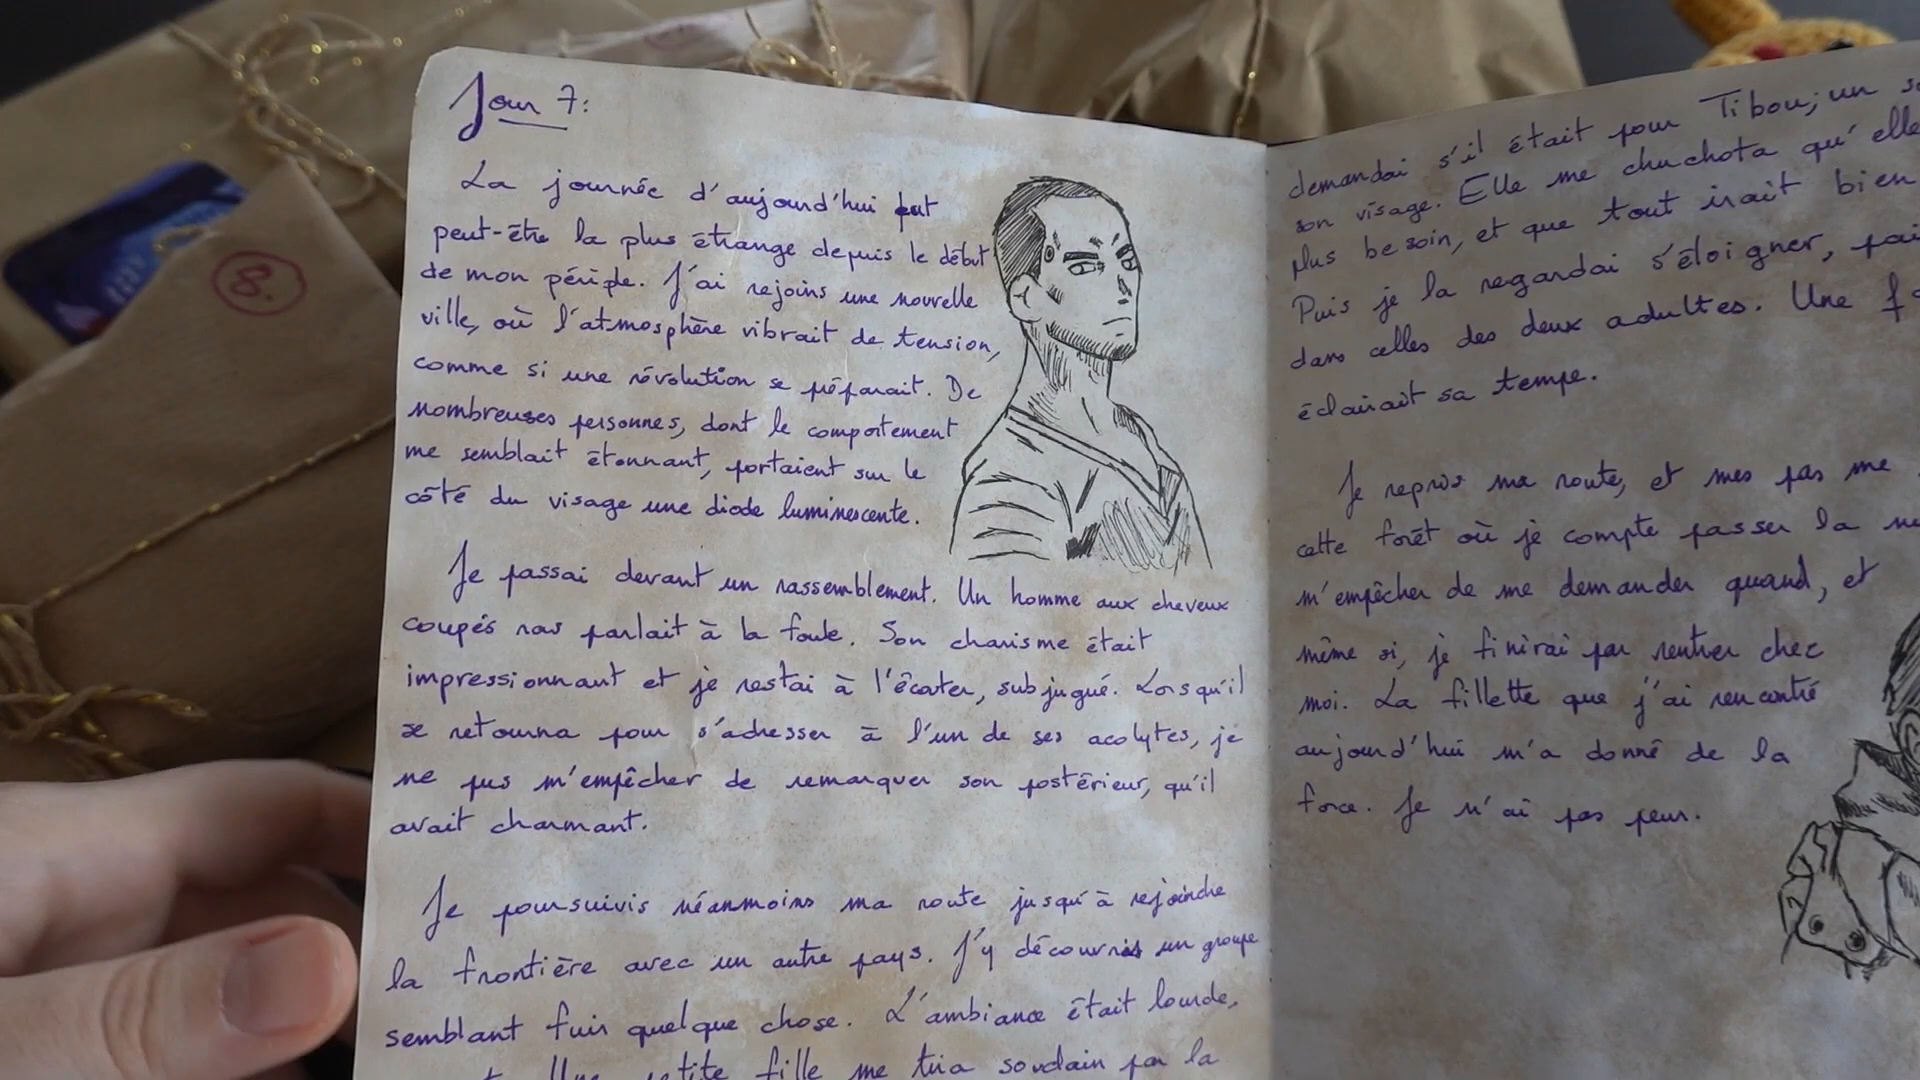 8.
Jour 7:
La journée d'aujourd'hui fut
peut-être la plus étrange depuis le début
de mon périple. J'ai rejoins une nouvelle
ville, où l'atmosphère vibrait de tension,
comme si une révolution se préparait. De
nombreuses personnes, dont le comportement
me semblait étonnant, portaient sur le
côté du visage une diode luminescente.
Je passai devant un rassemblement. Un homme aux cheveux
coupés ras parlait à la foule. Son charisme était
impressionnant et je restai à l'écouter, subjugué. Lorsqu'il
se retourna pour s'adresser à l'un de ses acolytes, je
ne pus m'empêcher de remarquer son postérieur, qu'il
avait charmant.
Je poursuivis néanmoins ma route jusqu'à rejoindre
la frontière avec un autre pays. J'y découvris un groupe
semblant fuir quelque chose. L'ambiance était lourde,
Une petite fille me tira soudain par la
demandai s'il était pour Tibou; un
son visage. Elle me chuchota qu'elle
plus besoin, et que tout irait bien
Puis je la regardai s'éloigner,
dans celles des deux adultes. Une
éclairait sa tempe.
Je repris ma route, et mes pas me
cette forêt où je compte passer la
m'empêcher de me demander quand, et
même si, je finirai par rentrer chez
moi. La fillette que j'ai rencontré
aujourd'hui m'a donné de la
force. Je n'ai pas peur.